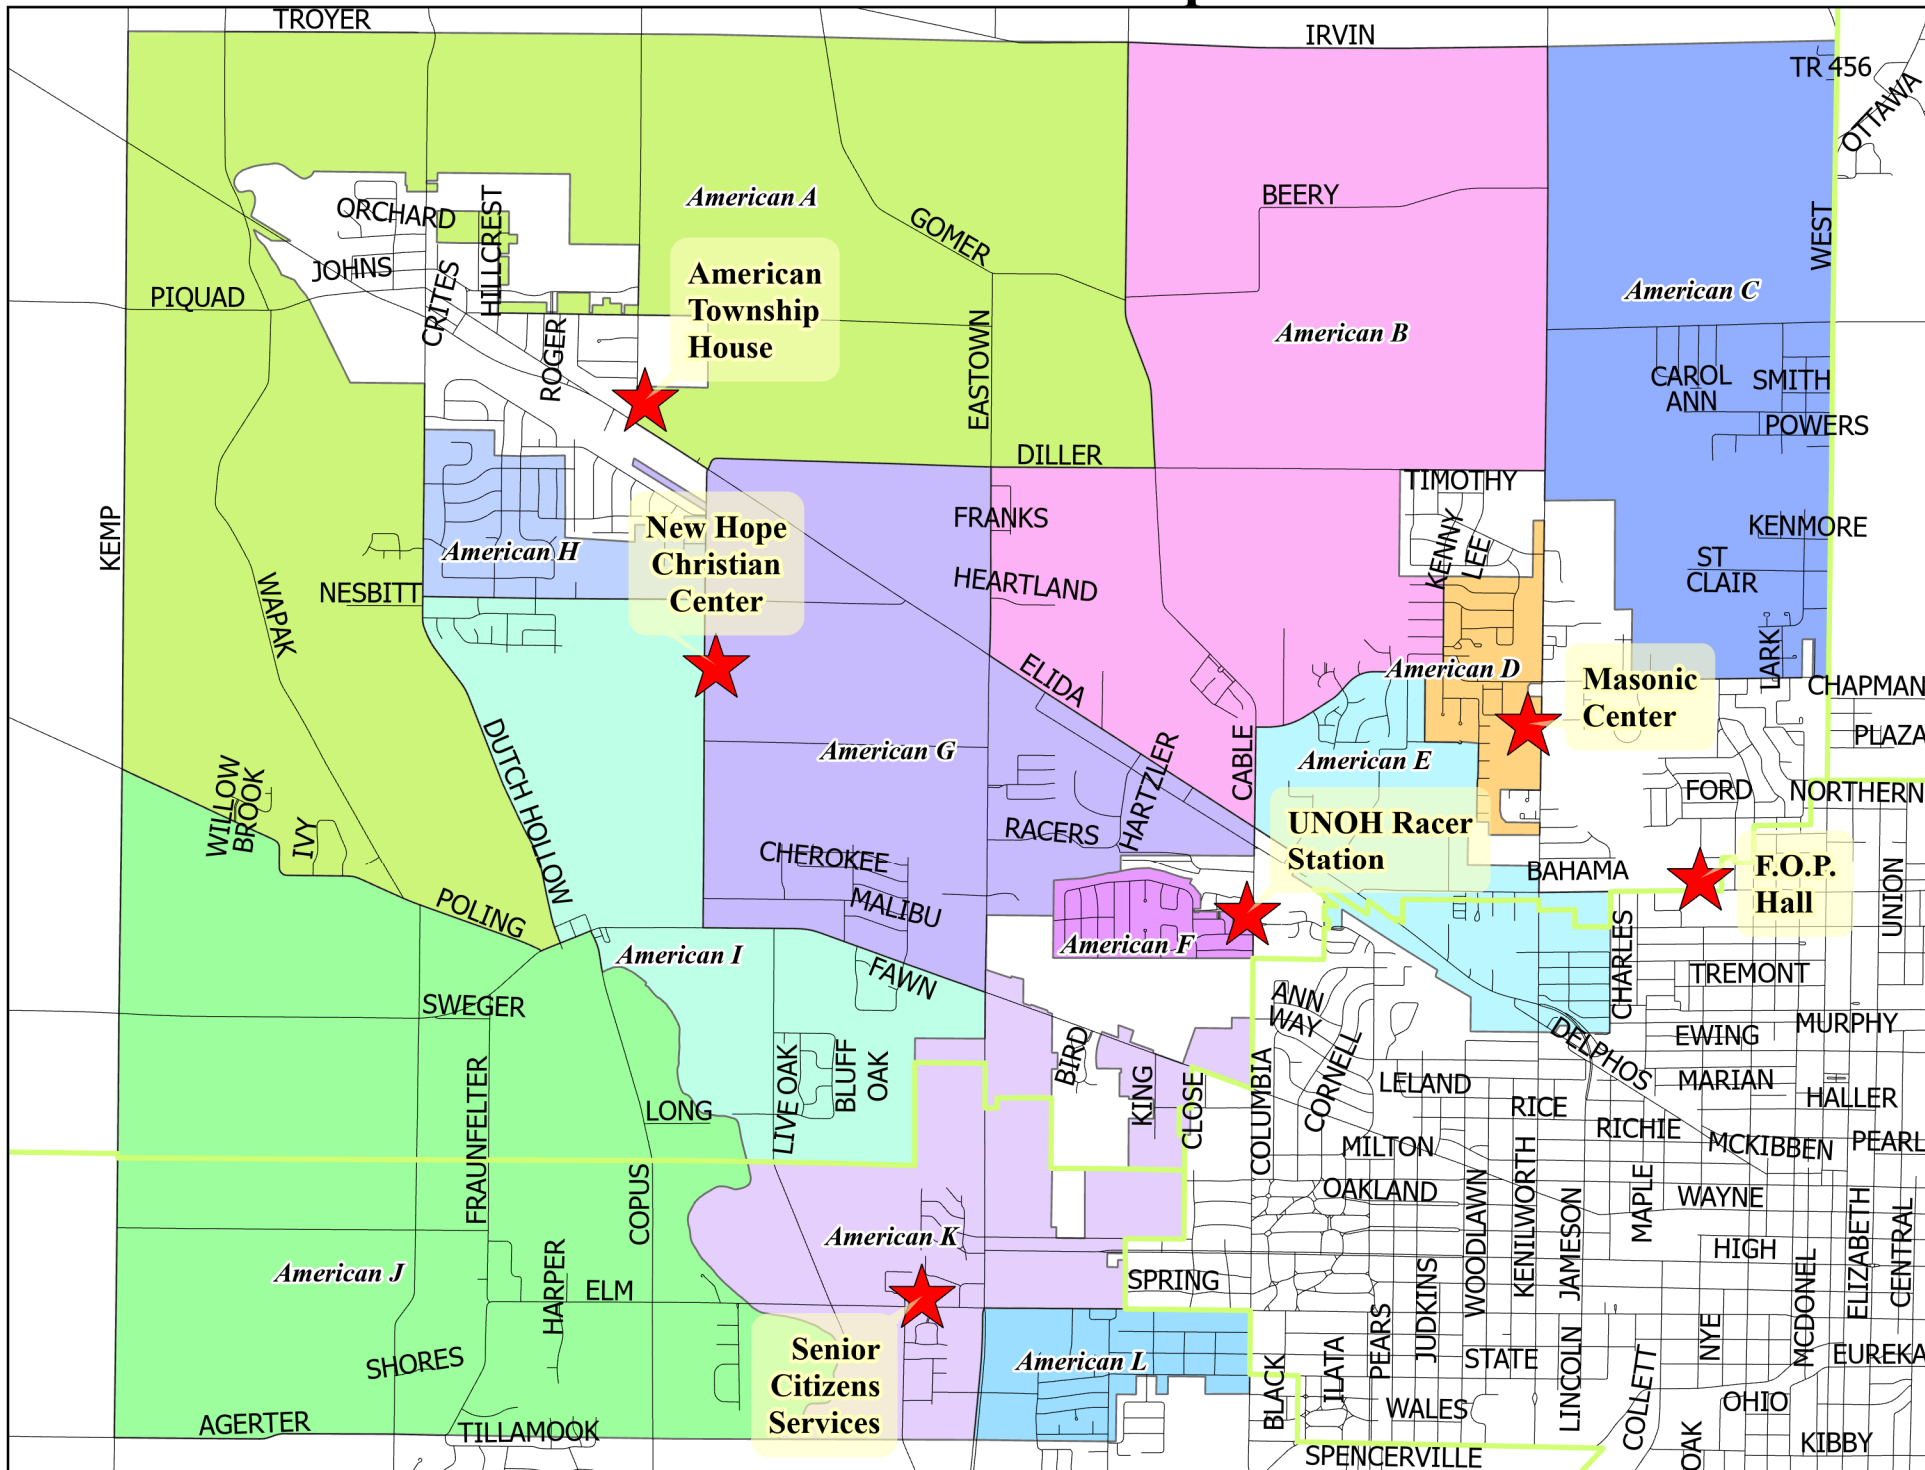 TROYER
IRVIN
TR 456
OTTAWA
American A
BEERY
WEST
ORCHARD
HILLCREST
GOMER
JOHNS
American
Township
House
PIQUAD
CRITES
American C
American B
ROGER
EASTOWN
CAROL
ANN
SMITH
POWERS
DILLER
TIMOTHY
KEMP
New Hope
Christian
Center
FRANKS
KENNY
LEE
KENMORE
American H
ST
CLAIR
NESBITT
HEARTLAND
WAPAK
ELIDA
American D
LARK
Masonic
Center
CHAPMAN
PLAZA
DUTCH HOLLOW
American G
CABLE
American E
HARTZLER
FORD
NORTHERN
WILLOW
BROOK
IVY
RACERS
UNOH Racer
Station
CHEROKEE
BAHAMA
F.O.P.
Hall
UNION
MALIBU
POLING
American F
CHARLES
American I
FAWN
TREMONT
SWEGER
ANN
WAY
DELPHOS
EWING
MURPHY
FRAUNFELTER
LIVE OAK
BLUFF
OAK
BIRD
KING
CLOSE
COLUMBIA
CORNELL
LELAND
MARIAN
HALLER
LONG
RICE
RICHIE
MCKIBBEN
PEARL
MILTON
COPUS
OAKLAND
WOODLAWN
KENILWORTH
JAMESON
MAPLE
WAYNE
ELIZABETH
CENTRAL
American K
HIGH
American J
HARPER
ELM
SPRING
JUDKINS
MCDONEL
SHORES
Senior
Citizens
Services
American L
PEARS
STATE
LINCOLN
NYE
EUREKA
BLACK
ILATA
COLLETT
WALES
OHIO
AGERTER
TILLAMOOK
SPENCERVILLE
OAK
KIBBY